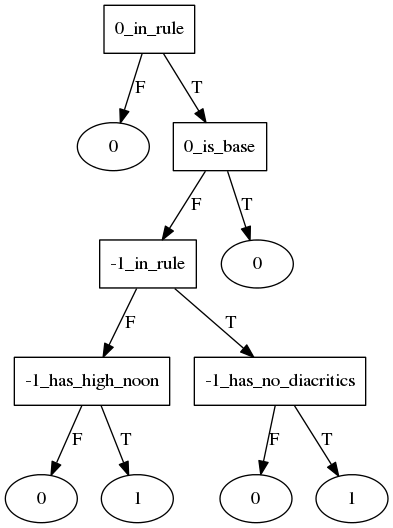 0_in_rule
F
T
0
0_is_base
F
T
-1_in_rule
0
F
T
-1_has_high_noon
-1_has_no_diacritics
F
T
F
T
0
1
0
1